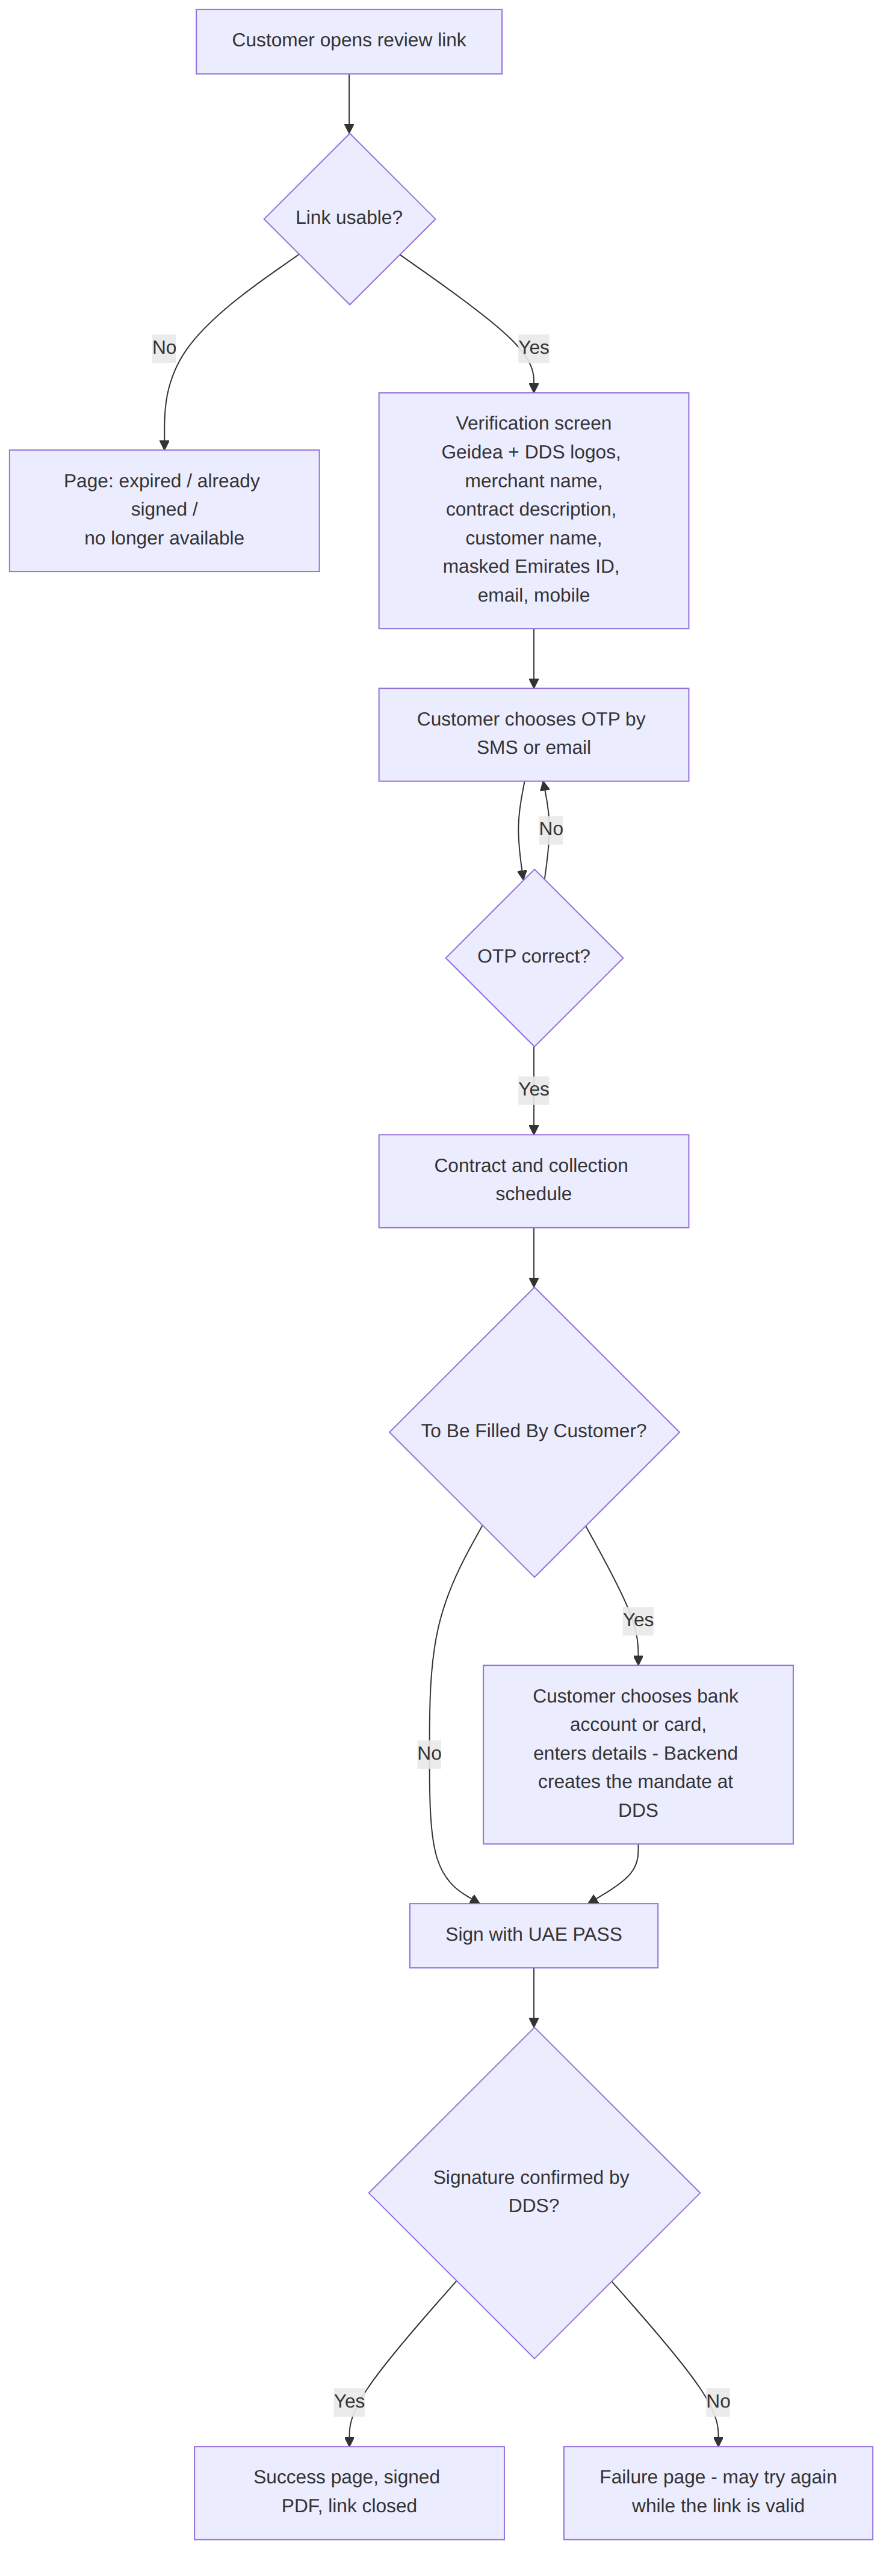 Customer opens review link
Link usable?
No
Yes
Page: expired / already
signed /
no longer available
Verification screen
Geidea + DDS logos,
merchant name,
contract description,
customer name,
masked Emirates ID,
email, mobile
Customer chooses OTP by
SMS or email
No
OTP correct?
Yes
Contract and collection
schedule
To Be Filled By Customer?
Yes
No
Customer chooses bank
account or card,
enters details - Backend
creates the mandate at
DDS
Sign with UAE PASS
Signature confirmed by
DDS?
Yes
No
Success page, signed
PDF, link closed
Failure page - may try again
while the link is valid